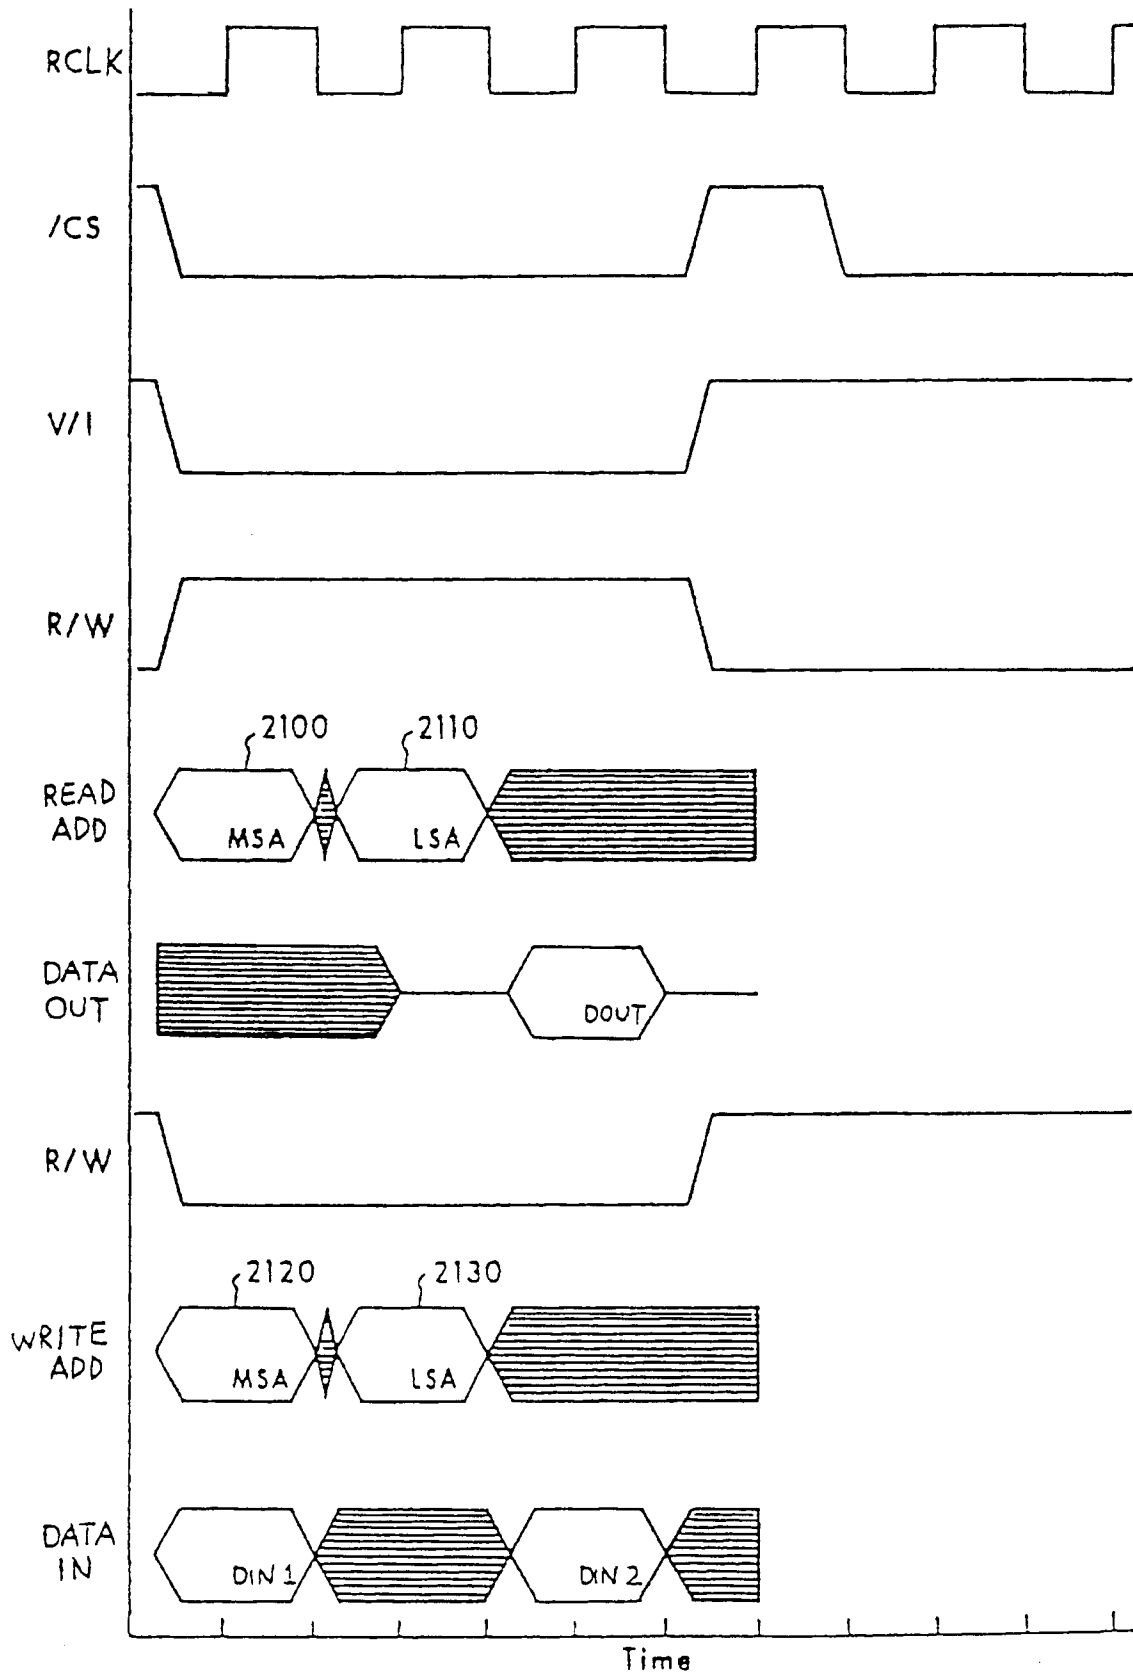 RCLK
/CS
V/I
R/W
2100
2110
READ
ADD
MSA
LSA
DATA
OUT
DOUT
R/W
2120
2130
WRITE
ADD
MSA
LSA
DATA
IN
DIN 1
DIN 2
Time